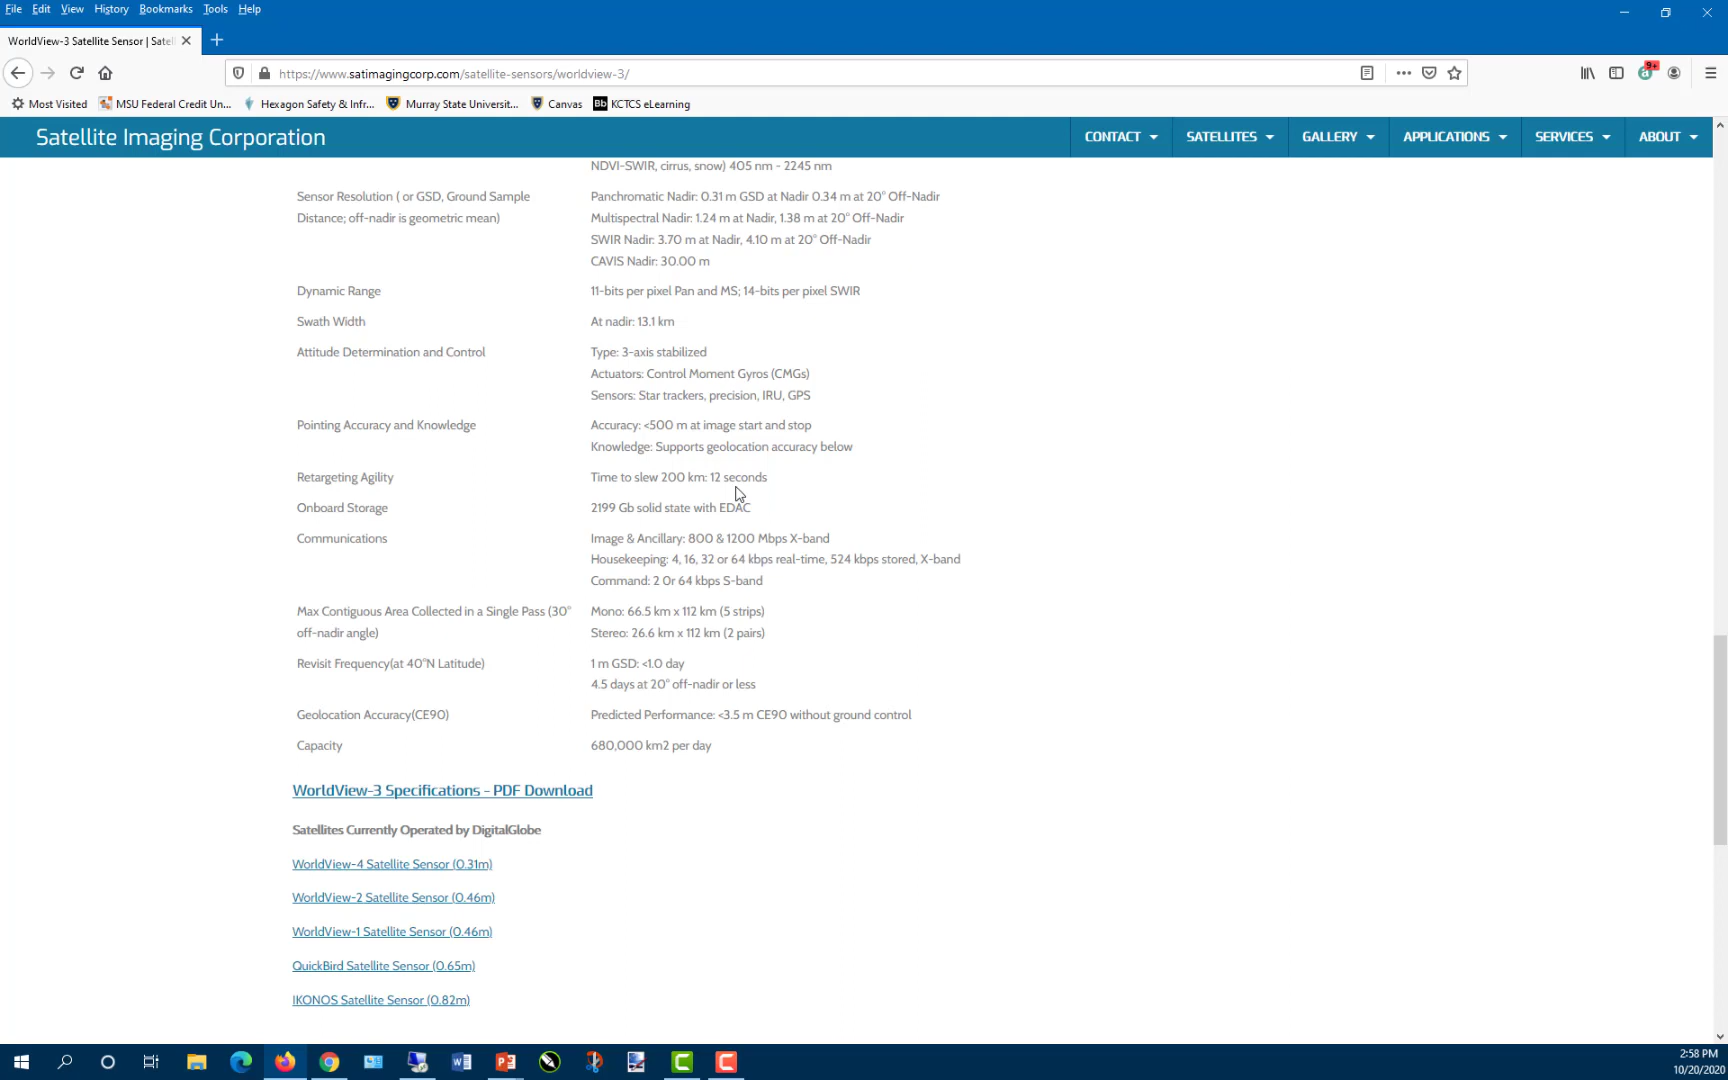 File Edit View History Bookmarks Tools Help
WorldView-3 Satellite Sensor | Satel
https://www.satimagingcorp.com/satellite-sensors/worldview-3/
9+
Most Visited MSU Federal Credit Un... Hexagon Safety & Infr... Murray State Universit... Canvas Bb KCTCS eLearning
Satellite Imaging Corporation CONTACT SATELLITES GALLERY APPLICATIONS SERVICES ABOUT
NDVI-SWIR, cirrus, snow) 405 nm - 2245 nm
Sensor Resolution ( or GSD, Ground Sample Panchromatic Nadir: 0.31 m GSD at Nadir 0.34 m at 20° Off-Nadir
Distance; off-nadir is geometric mean) Multispectral Nadir: 1.24 m at Nadir, 1.38 m at 20° Off-Nadir
SWIR Nadir: 3.70 m at Nadir, 4.10 m at 20° Off-Nadir
CAVIS Nadir: 30.00 m
Dynamic Range 11-bits per pixel Pan and MS; 14-bits per pixel SWIR
Swath Width At nadir: 13.1 km
Attitude Determination and Control Type: 3-axis stabilized
Actuators: Control Moment Gyros (CMGs)
Sensors: Star trackers, precision, IRU, GPS
Pointing Accuracy and Knowledge Accuracy: <500 m at image start and stop
Knowledge: Supports geolocation accuracy below
Retargeting Agility Time to slew 200 km: 12 seconds
Onboard Storage 2199 Gb solid state with EDAC
Communications Image & Ancillary: 800 & 1200 Mbps X-band
Housekeeping: 4, 16, 32 or 64 kbps real-time, 524 kbps stored, X-band
Command: 2 Or 64 kbps S-band
Max Contiguous Area Collected in a Single Pass (30° Mono: 66.5 km x 112 km (5 strips)
off-nadir angle) Stereo: 26.6 km x 112 km (2 pairs)
Revisit Frequency(at 40°N Latitude) 1 m GSD: <1.0 day
4.5 days at 20° off-nadir or less
Geolocation Accuracy(CE90) Predicted Performance: <3.5 m CE90 without ground control
Capacity 680,000 km2 per day
WorldView-3 Specifications - PDF Download
Satellites Currently Operated by DigitalGlobe
WorldView-4 Satellite Sensor (0.31m)
WorldView-2 Satellite Sensor (0.46m)
WorldView-1 Satellite Sensor (0.46m)
QuickBird Satellite Sensor (0.65m)
IKONOS Satellite Sensor (0.82m)
2:58 PM
10/20/2020